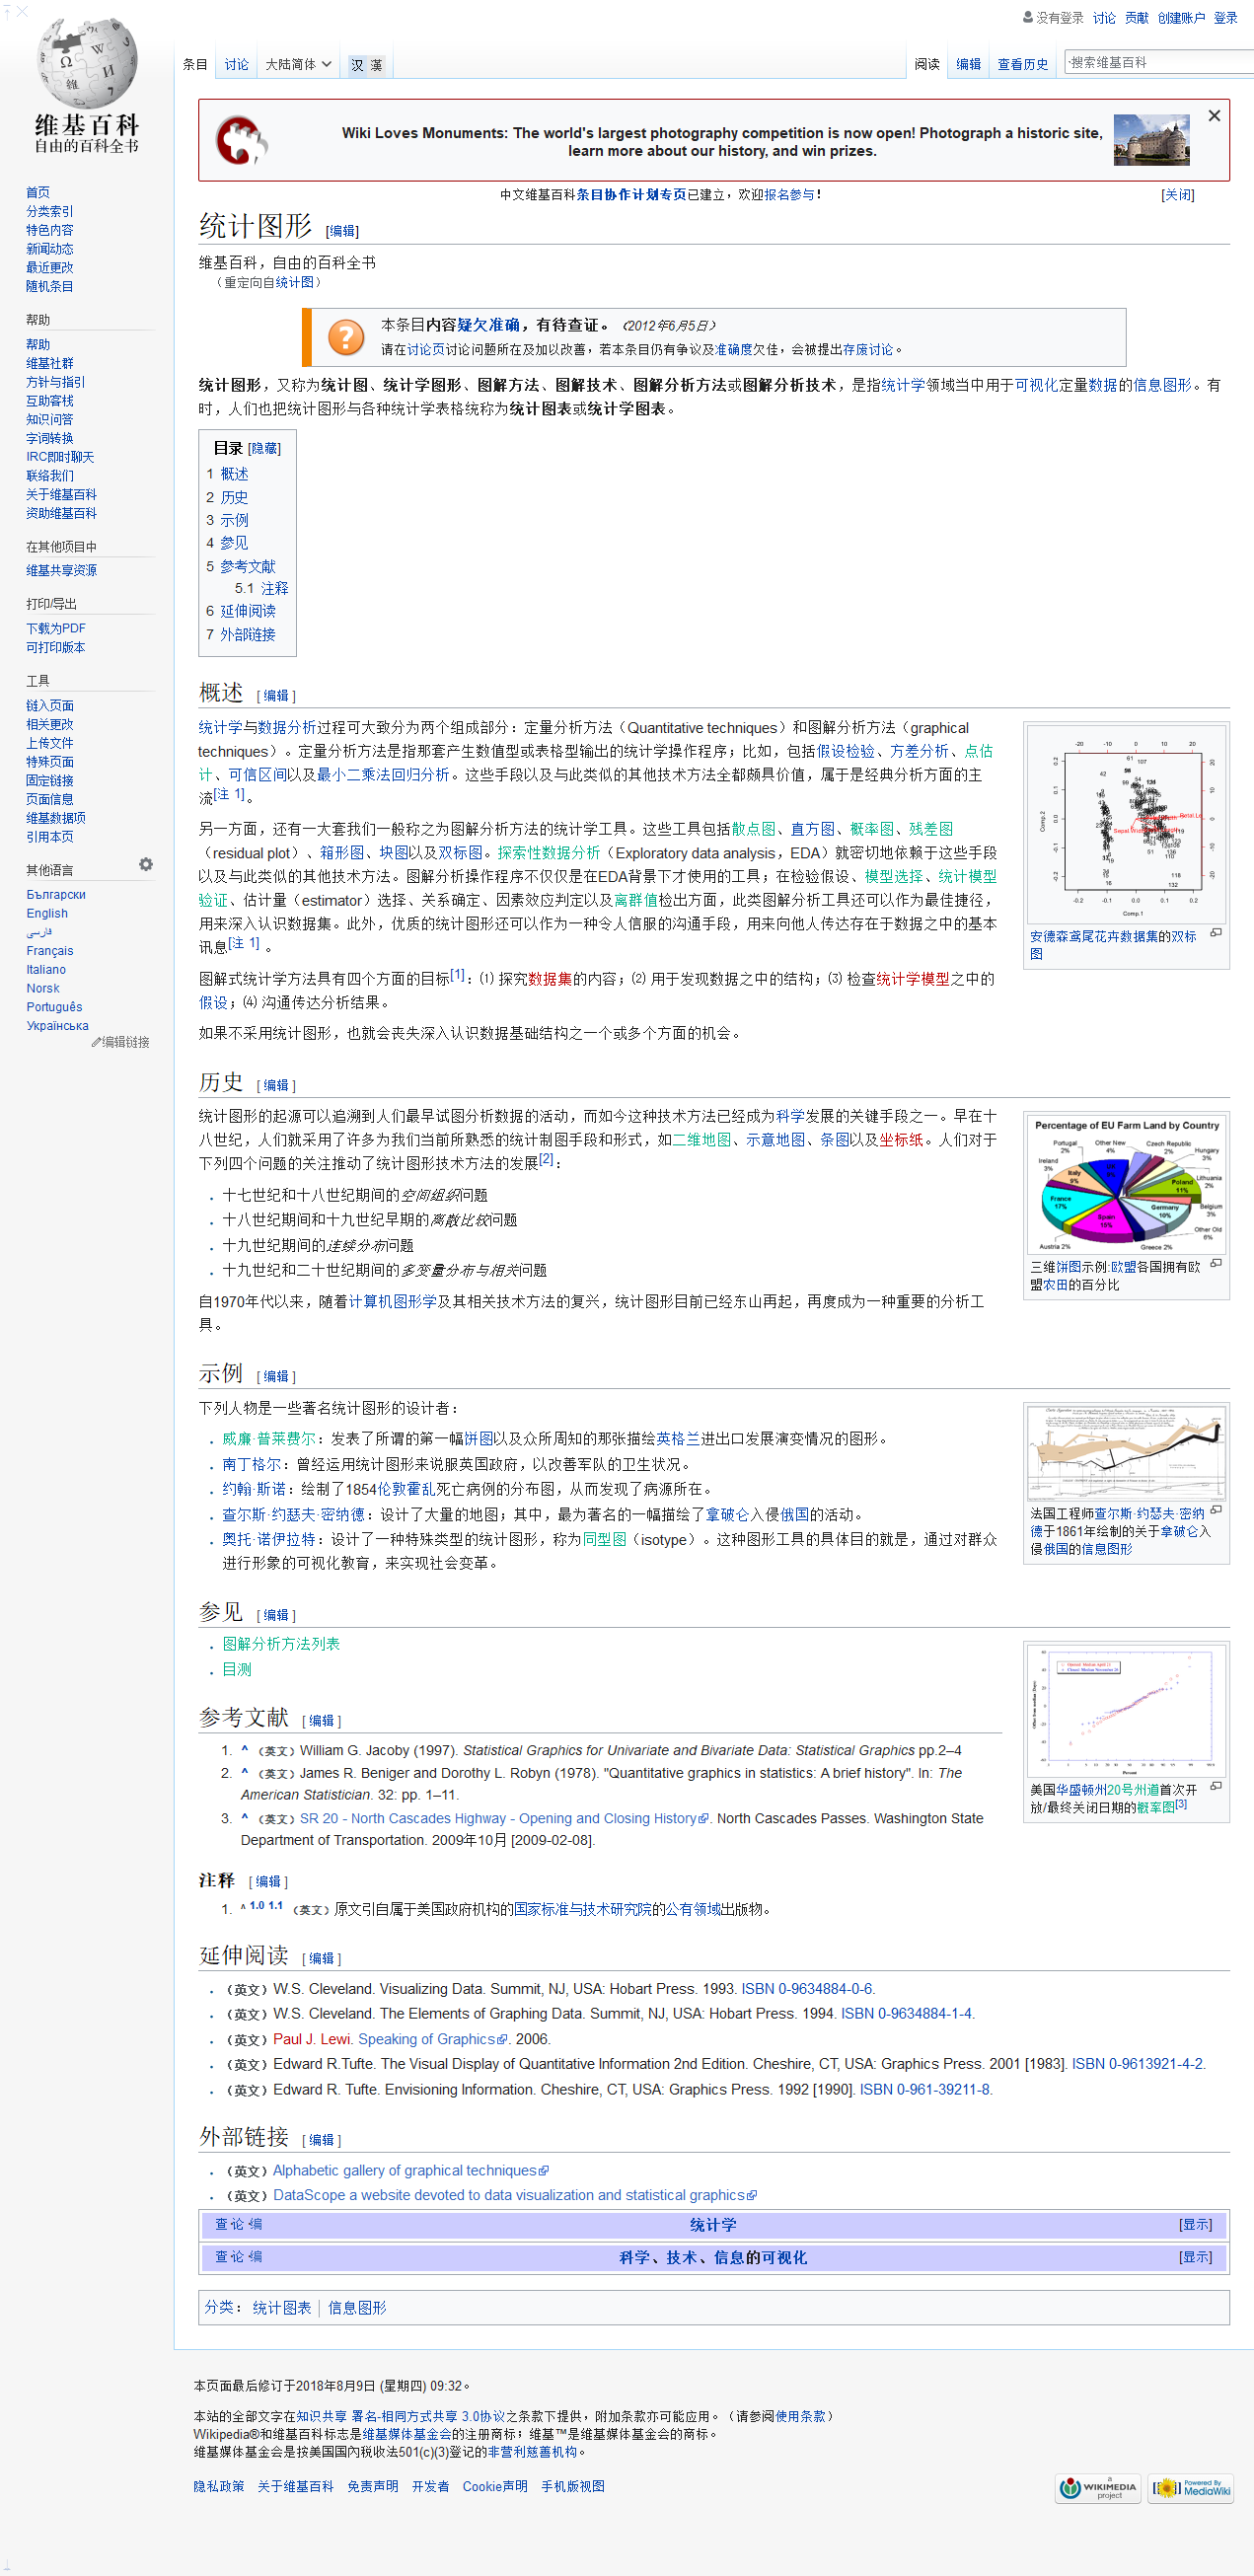 没有登录 讨论 贡献 创建账户 登录
条目 讨论 大陆简体 汉 漢 阅读 编辑 查看历史 搜索维基百科
维基百科
自由的百科全书
首页
分类索引
特色内容
新闻动态
最近更改
随机条目
帮助
帮助
维基社群
方针与指引
互助客栈
知识问答
字词转换
IRC即时聊天
联络我们
关于维基百科
资助维基百科
在其他项目中
维基共享资源
打印/导出
下载为PDF
可打印版本
工具
链入页面
相关更改
上传文件
特殊页面
固定链接
页面信息
维基数据项
引用本页
其他语言
Български
English
فارسی
Français
Italiano
Norsk
Português
Українська
编辑链接
Wiki Loves Monuments: The world's largest photography competition is now open! Photograph a historic site,
learn more about our history, and win prizes.
中文维基百科条目协作计划专页已建立，欢迎报名参与！ [关闭]
统计图形 [编辑]
维基百科，自由的百科全书
（重定向自统计图）
本条目内容疑欠准确，有待查证。 （2012年6月5日）
请在讨论页讨论问题所在及加以改善，若本条目仍有争议及准确度欠佳，会被提出存废讨论。
统计图形，又称为统计图、统计学图形、图解方法、图解技术、图解分析方法或图解分析技术，是指统计学领域当中用于可视化定量数据的信息图形。有
时，人们也把统计图形与各种统计学表格统称为统计图表或统计学图表。
目录 [隐藏]
1 概述
2 历史
3 示例
4 参见
5 参考文献
5.1 注释
6 延伸阅读
7 外部链接
概述 [ 编辑 ]
统计学与数据分析过程可大致分为两个组成部分：定量分析方法（Quantitative techniques）和图解分析方法（graphical
techniques）。定量分析方法是指那套产生数值型或表格型输出的统计学操作程序；比如，包括假设检验、方差分析、点估
计、可信区间以及最小二乘法回归分析。这些手段以及与此类似的其他技术方法全都颇具价值，属于是经典分析方面的主
流[注 1]。
另一方面，还有一大套我们一般称之为图解分析方法的统计学工具。这些工具包括散点图、直方图、概率图、残差图
（residual plot）、箱形图、块图以及双标图。探索性数据分析（Exploratory data analysis，EDA）就密切地依赖于这些手段
以及与此类似的其他技术方法。图解分析操作程序不仅仅是在EDA背景下才使用的工具；在检验假设、模型选择、统计模型
验证、估计量（estimator）选择、关系确定、因素效应判定以及离群值检出方面，此类图解分析工具还可以作为最佳捷径，
用来深入认识数据集。此外，优质的统计图形还可以作为一种令人信服的沟通手段，用来向他人传达存在于数据之中的基本
讯息[注 1] 。
图解式统计学方法具有四个方面的目标[1]：⑴ 探究数据集的内容；⑵ 用于发现数据之中的结构；⑶ 检查统计学模型之中的
假设；⑷ 沟通传达分析结果。
如果不采用统计图形，也就会丧失深入认识数据基础结构之一个或多个方面的机会。
安德森鸢尾花卉数据集的双标
图
历史 [ 编辑 ]
统计图形的起源可以追溯到人们最早试图分析数据的活动，而如今这种技术方法已经成为科学发展的关键手段之一。早在十
八世纪，人们就采用了许多为我们当前所熟悉的统计制图手段和形式，如二维地图、示意地图、条图以及坐标纸。人们对于
下列四个问题的关注推动了统计图形技术方法的发展[2]：
十七世纪和十八世纪期间的空间组织问题
十八世纪期间和十九世纪早期的离散比较问题
十九世纪期间的连续分布问题
十九世纪和二十世纪期间的多变量分布与相关问题
自1970年代以来，随着计算机图形学及其相关技术方法的复兴，统计图形目前已经东山再起，再度成为一种重要的分析工
具。
Percentage of EU Farm Land by Country
Portugal 2%
Other New 4%
Czech Republic 2%
Hungary 3%
Ireland 3%
Italy 9%
Lithuania 2%
Poland 11%
France 17%
Belgium 3%
Germany 10%
Spain 18%
Other Old 6%
Austria 2%
Greece 2%
三维饼图示例:欧盟各国拥有欧
盟农田的百分比
示例 [ 编辑 ]
下列人物是一些著名统计图形的设计者：
威廉·普莱费尔：发表了所谓的第一幅饼图以及众所周知的那张描绘英格兰进出口发展演变情况的图形。
南丁格尔：曾经运用统计图形来说服英国政府，以改善军队的卫生状况。
约翰·斯诺：绘制了1854伦敦霍乱死亡病例的分布图，从而发现了病源所在。
查尔斯·约瑟夫·密纳德：设计了大量的地图；其中，最为著名的一幅描绘了拿破仑入侵俄国的活动。
奥托·诺伊拉特：设计了一种特殊类型的统计图形，称为同型图（isotype）。这种图形工具的具体目的就是，通过对群众
进行形象的可视化教育，来实现社会变革。
法国工程师查尔斯·约瑟夫·密纳
德于1861年绘制的关于拿破仑入
侵俄国的信息图形
参见 [ 编辑 ]
图解分析方法列表
目测
美国华盛顿州20号州道首次开
放/最终关闭日期的概率图[3]
参考文献 [ 编辑 ]
1. ^ （英文）William G. Jacoby (1997). Statistical Graphics for Univariate and Bivariate Data: Statistical Graphics pp.2–4
2. ^ （英文）James R. Beniger and Dorothy L. Robyn (1978). "Quantitative graphics in statistics: A brief history". In: The
American Statistician. 32: pp. 1–11.
3. ^ （英文）SR 20 - North Cascades Highway - Opening and Closing History. North Cascades Passes. Washington State
Department of Transportation. 2009年10月 [2009-02-08].
注释 [ 编辑 ]
1. ^ 1.0 1.1 （英文）原文引自属于美国政府机构的国家标准与技术研究院的公有领域出版物。
延伸阅读 [ 编辑 ]
（英文）W.S. Cleveland. Visualizing Data. Summit, NJ, USA: Hobart Press. 1993. ISBN 0-9634884-0-6.
（英文）W.S. Cleveland. The Elements of Graphing Data. Summit, NJ, USA: Hobart Press. 1994. ISBN 0-9634884-1-4.
（英文）Paul J. Lewi. Speaking of Graphics. 2006.
（英文）Edward R.Tufte. The Visual Display of Quantitative Information 2nd Edition. Cheshire, CT, USA: Graphics Press. 2001 [1983]. ISBN 0-9613921-4-2.
（英文）Edward R. Tufte. Envisioning Information. Cheshire, CT, USA: Graphics Press. 1992 [1990]. ISBN 0-961-39211-8.
外部链接 [ 编辑 ]
（英文）Alphabetic gallery of graphical techniques
（英文）DataScope a website devoted to data visualization and statistical graphics
查·论·编 统计学 [显示]
查·论·编 科学、技术、信息的可视化 [显示]
分类： 统计图表 | 信息图形
本页面最后修订于2018年8月9日 (星期四) 09:32。
本站的全部文字在知识共享 署名-相同方式共享 3.0协议之条款下提供，附加条款亦可能应用。（请参阅使用条款）
Wikipedia®和维基百科标志是维基媒体基金会的注册商标；维基™是维基媒体基金会的商标。
维基媒体基金会是按美国国內税收法501(c)(3)登记的非营利慈善机构。
隐私政策 关于维基百科 免责声明 开发者 Cookie声明 手机版视图
a WIKIMEDIA project
Powered By MediaWiki